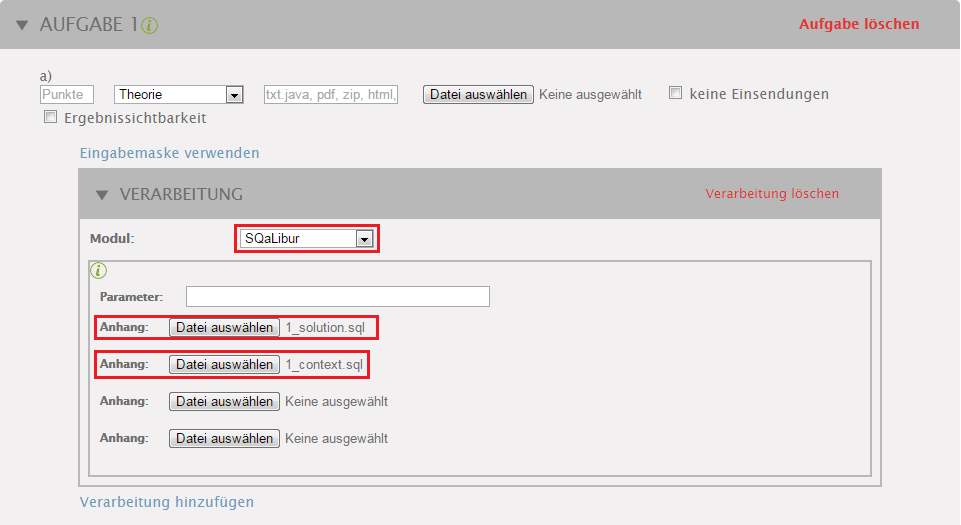 AUFGABE 1 i Aufgabe löschen
a)
Punkte Theorie txt.java, pdf, zip, html, Datei auswählen Keine ausgewählt keine Einsendungen
Ergebnissichtbarkeit
Eingabemaske verwenden
VERARBEITUNG Verarbeitung löschen
Modul: SQaLibur
i
Parameter:
Anhang: Datei auswählen 1_solution.sql
Anhang: Datei auswählen 1_context.sql
Anhang: Datei auswählen Keine ausgewählt
Anhang: Datei auswählen Keine ausgewählt
Verarbeitung hinzufügen